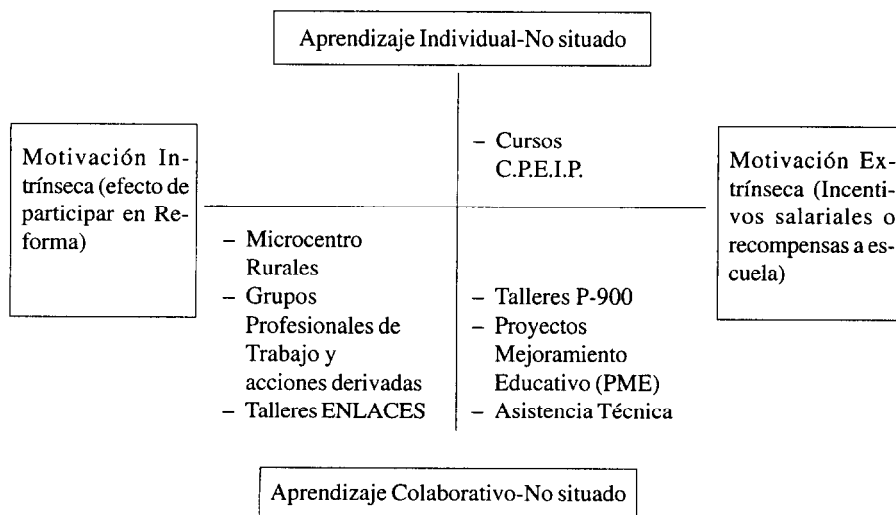 Aprendizaje Individual-No situado
Motivación In-
trínseca (efecto de
participar en Re-
forma)
– Cursos
C.P.E.I.P.
Motivación Ex-
trínseca (Incenti-
vos salariales o
recompensas a es-
cuela)
– Microcentro
Rurales
– Grupos
Profesionales de
Trabajo y
acciones derivadas
– Talleres ENLACES
– Talleres P-900
– Proyectos
Mejoramiento
Educativo (PME)
– Asistencia Técnica
Aprendizaje Colaborativo-No situado